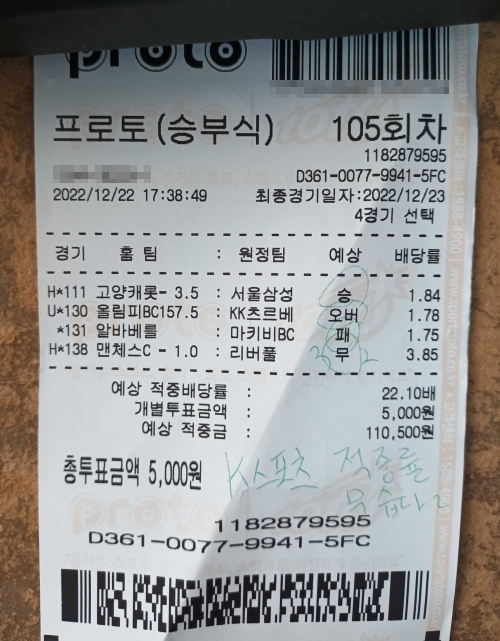 proto
프로토(승부식) 105회차
1182879595
D361-0077-9941-5FC
2022/12/22 17:38:49 최종경기일자:2022/12/23
4경기 선택
경기 홈 팀 : 원정팀 예상 배당률
H*111 고양캐롯- 3.5 : 서울삼성 승 1.84
U*130 올림피BC157.5 : KK츠르베 오버 1.78
*131 알바베를 : 마키비BC 패 1.75
H*138 맨체스C - 1.0 : 리버풀 무 3.85
예상 적중배당률 : 22.10배
개별투표금액 : 5,000원
예상 적중금 : 110,500원
총투표금액 5,000원
K스포츠 적중률
무습다
1182879595
D361-0077-9941-5FC